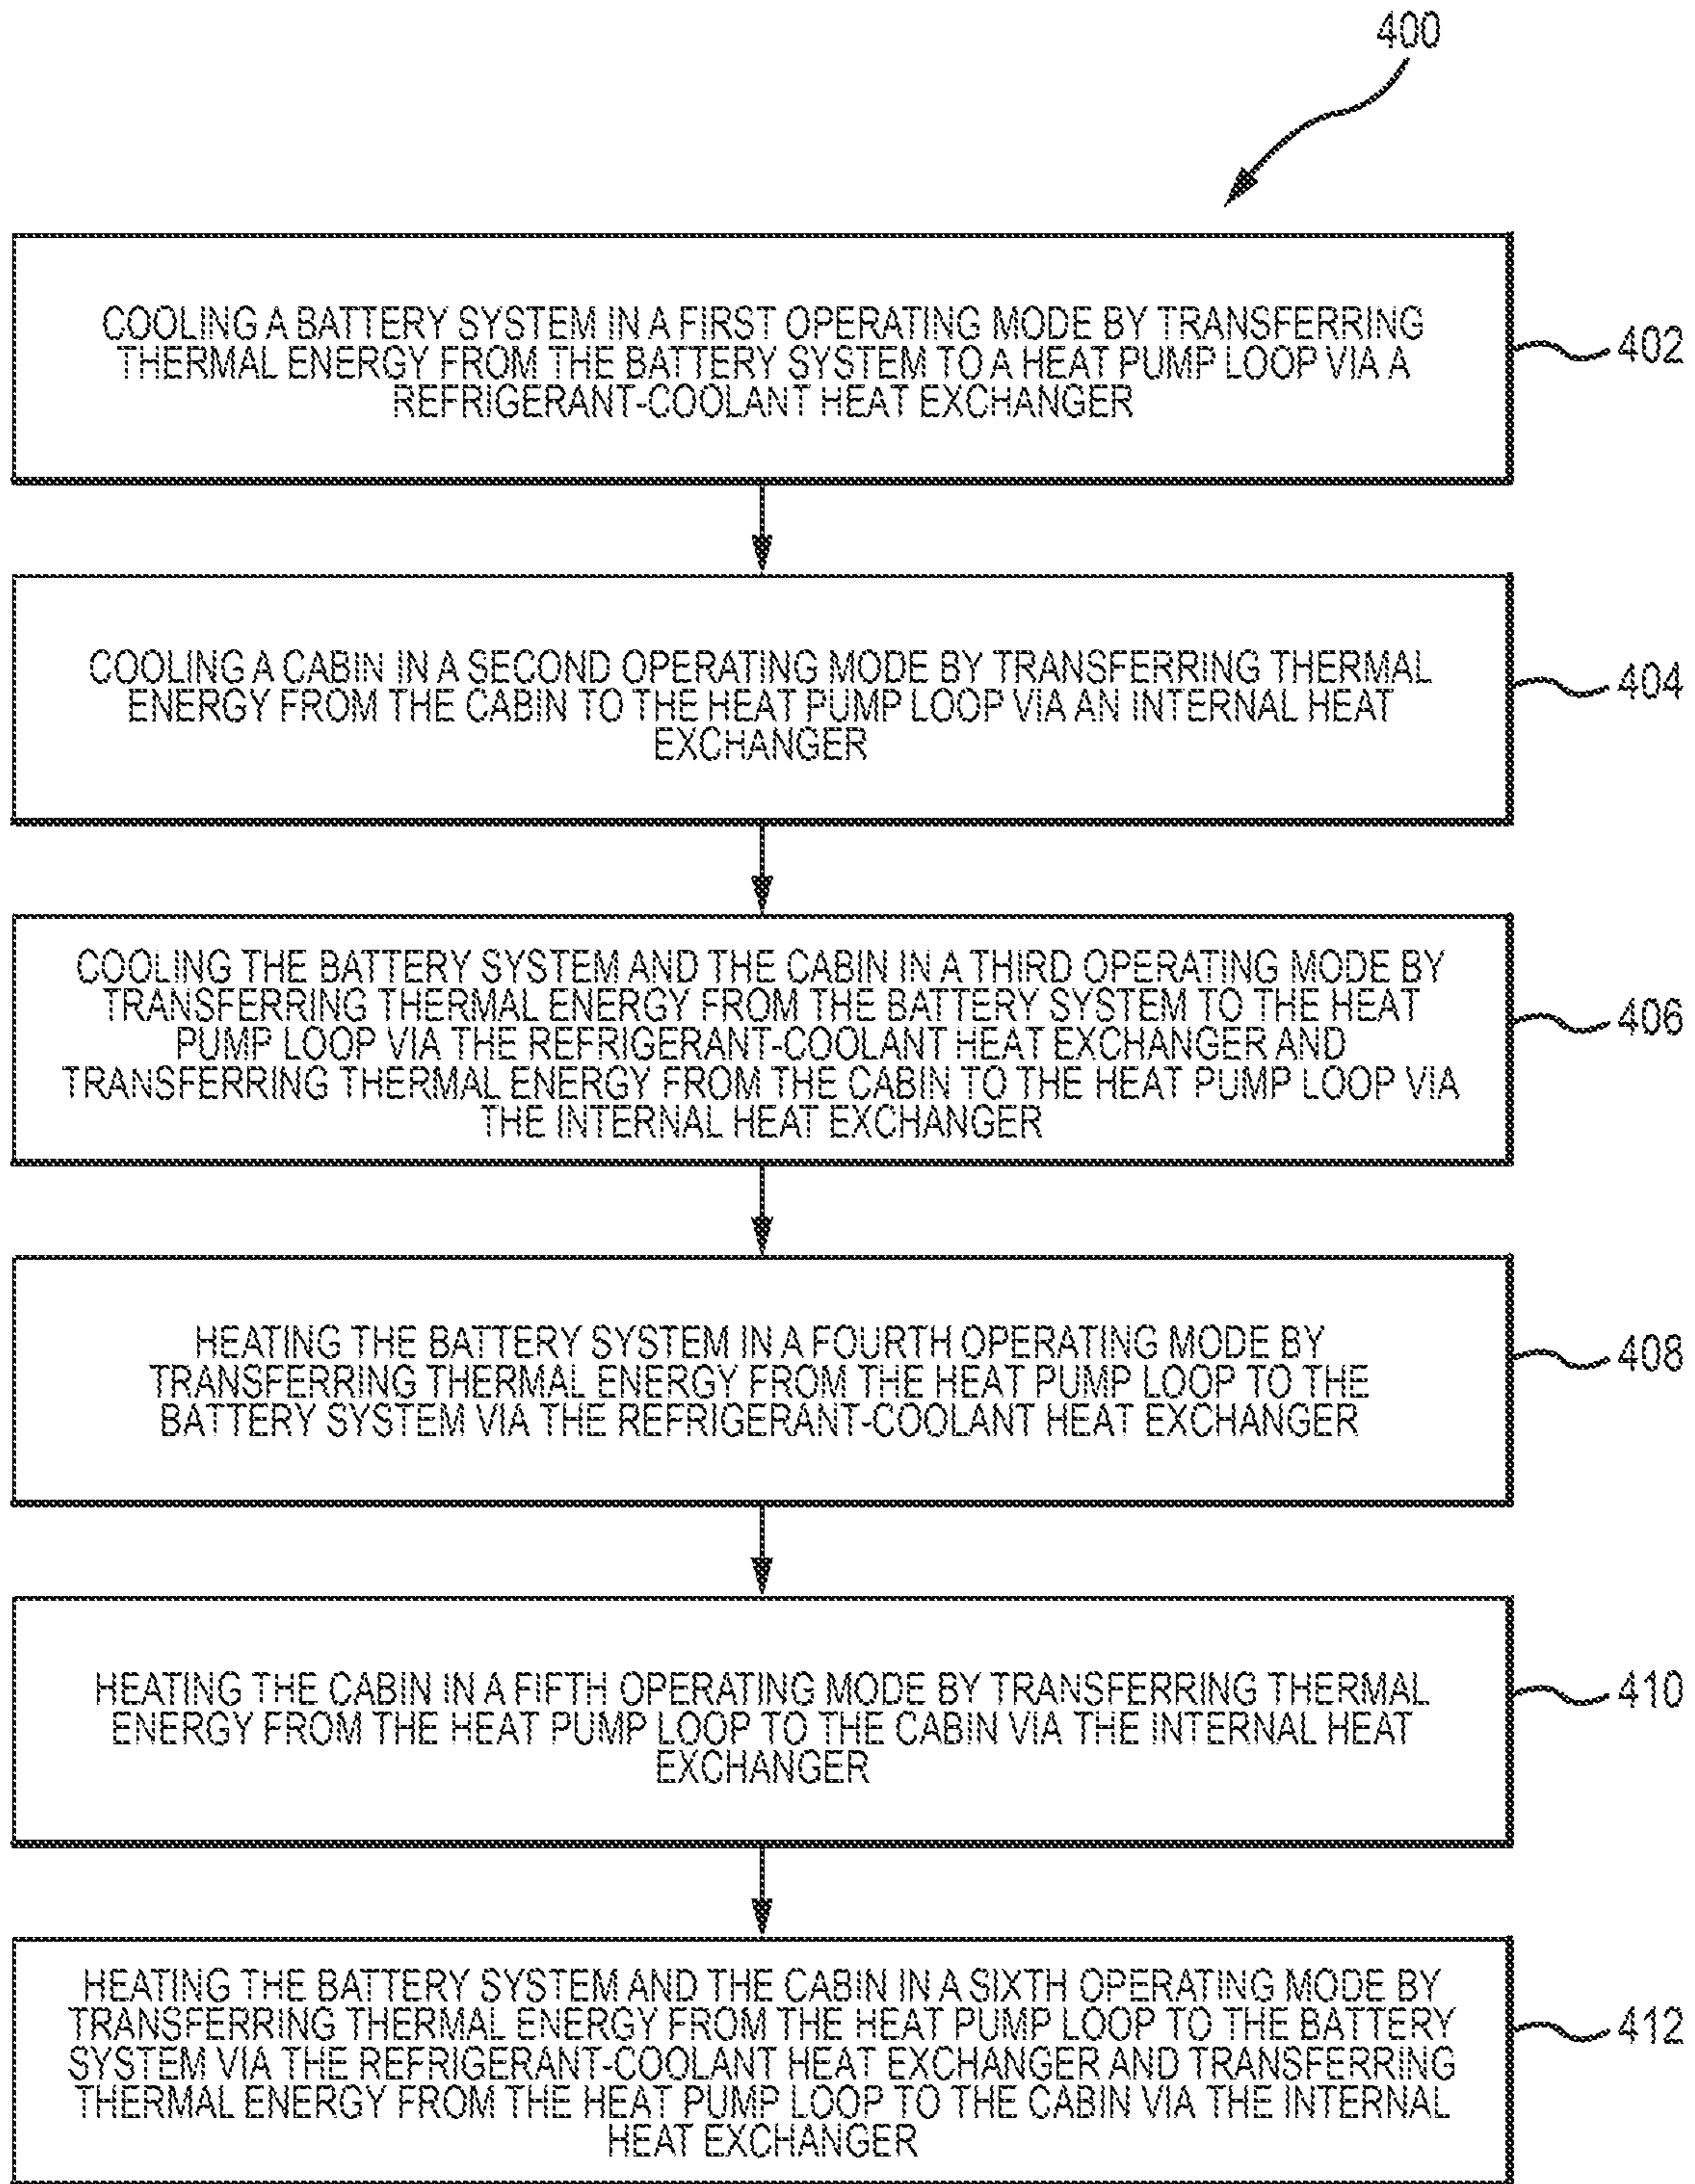 400
COOLING A BATTERY SYSTEM IN A FIRST OPERATING MODE BY TRANSFERRING
THERMAL ENERGY FROM THE BATTERY SYSTEM TO A HEAT PUMP LOOP VIA A
REFRIGERANT-COOLANT HEAT EXCHANGER
402
COOLING A CABIN IN A SECOND OPERATING MODE BY TRANSFERRING THERMAL
ENERGY FROM THE CABIN TO THE HEAT PUMP LOOP VIA AN INTERNAL HEAT
EXCHANGER
404
COOLING THE BATTERY SYSTEM AND THE CABIN IN A THIRD OPERATING MODE BY
TRANSFERRING THERMAL ENERGY FROM THE BATTERY SYSTEM TO THE HEAT
PUMP LOOP VIA THE REFRIGERANT-COOLANT HEAT EXCHANGER AND
TRANSFERRING THERMAL ENERGY FROM THE CABIN TO THE HEAT PUMP LOOP VIA
THE INTERNAL HEAT EXCHANGER
406
HEATING THE BATTERY SYSTEM IN A FOURTH OPERATING MODE BY
TRANSFERRING THERMAL ENERGY FROM THE HEAT PUMP LOOP TO THE
BATTERY SYSTEM VIA THE REFRIGERANT-COOLANT HEAT EXCHANGER
408
HEATING THE CABIN IN A FIFTH OPERATING MODE BY TRANSFERRING THERMAL
ENERGY FROM THE HEAT PUMP LOOP TO THE CABIN VIA THE INTERNAL HEAT
EXCHANGER
410
HEATING THE BATTERY SYSTEM AND THE CABIN IN A SIXTH OPERATING MODE BY
TRANSFERRING THERMAL ENERGY FROM THE HEAT PUMP LOOP TO THE BATTERY
SYSTEM VIA THE REFRIGERANT-COOLANT HEAT EXCHANGER AND TRANSFERRING
THERMAL ENERGY FROM THE HEAT PUMP LOOP TO THE CABIN VIA THE INTERNAL
HEAT EXCHANGER
412